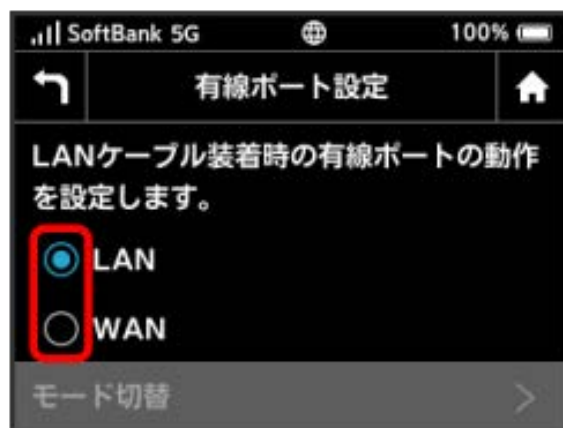 SoftBank 5G 100%
有線ポート設定
LANケーブル装着時の有線ポートの動作
を設定します。
LAN
WAN
モード切替